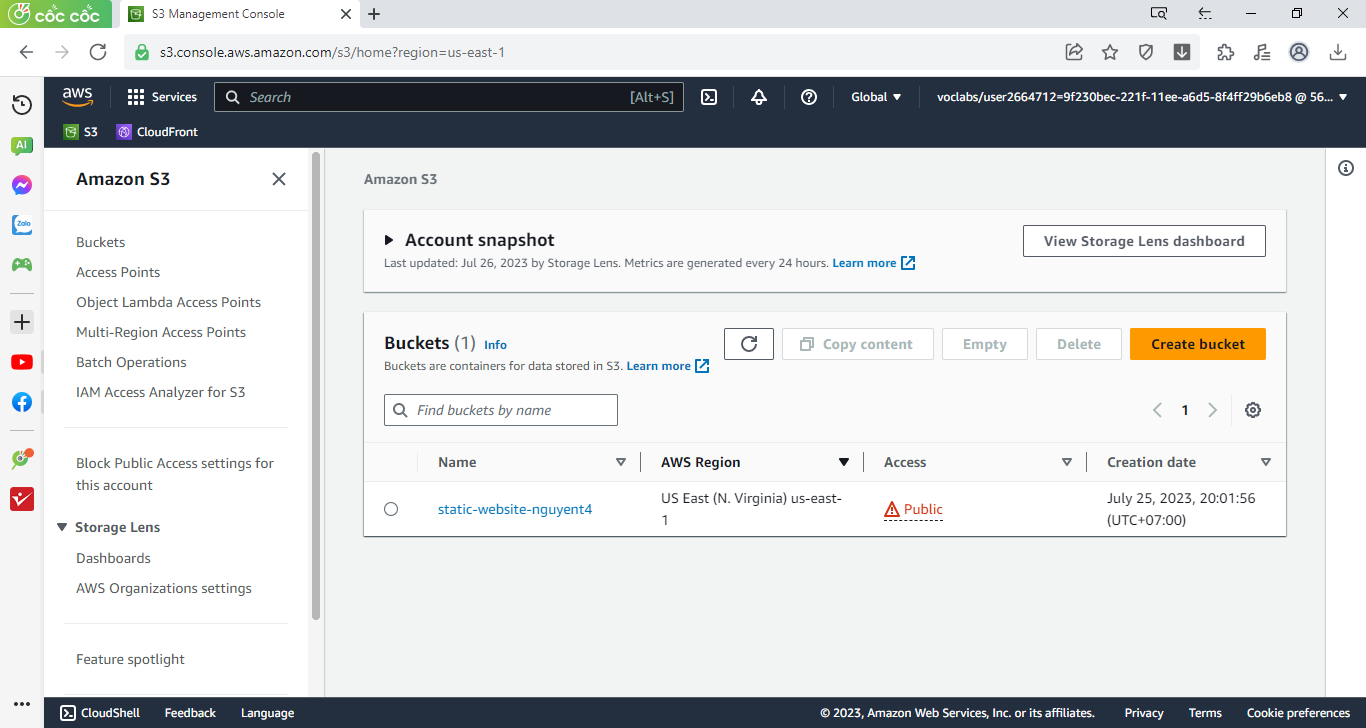 cốc cốc
S3 Management Console
s3.console.aws.amazon.com/s3/home?region=us-east-1
aws
Services
Search
[Alt+S]
Global
voclabs/user2664712=9f230bec-221f-11ee-a6d5-8f4ff29b6eb8 @ 56...
S3
CloudFront
AI
Zalo
Amazon S3
Buckets
Access Points
Object Lambda Access Points
Multi-Region Access Points
Batch Operations
IAM Access Analyzer for S3
Block Public Access settings for
this account
Storage Lens
Dashboards
AWS Organizations settings
Feature spotlight
Amazon S3
Account snapshot
Last updated: Jul 26, 2023 by Storage Lens. Metrics are generated every 24 hours. Learn more
View Storage Lens dashboard
Buckets (1) Info
Buckets are containers for data stored in S3. Learn more
Copy content
Empty
Delete
Create bucket
Find buckets by name
1
Name
AWS Region
Access
Creation date
static-website-nguyent4
US East (N. Virginia) us-east-
1
Public
July 25, 2023, 20:01:56
(UTC+07:00)
CloudShell
Feedback
Language
© 2023, Amazon Web Services, Inc. or its affiliates.
Privacy
Terms
Cookie preferences